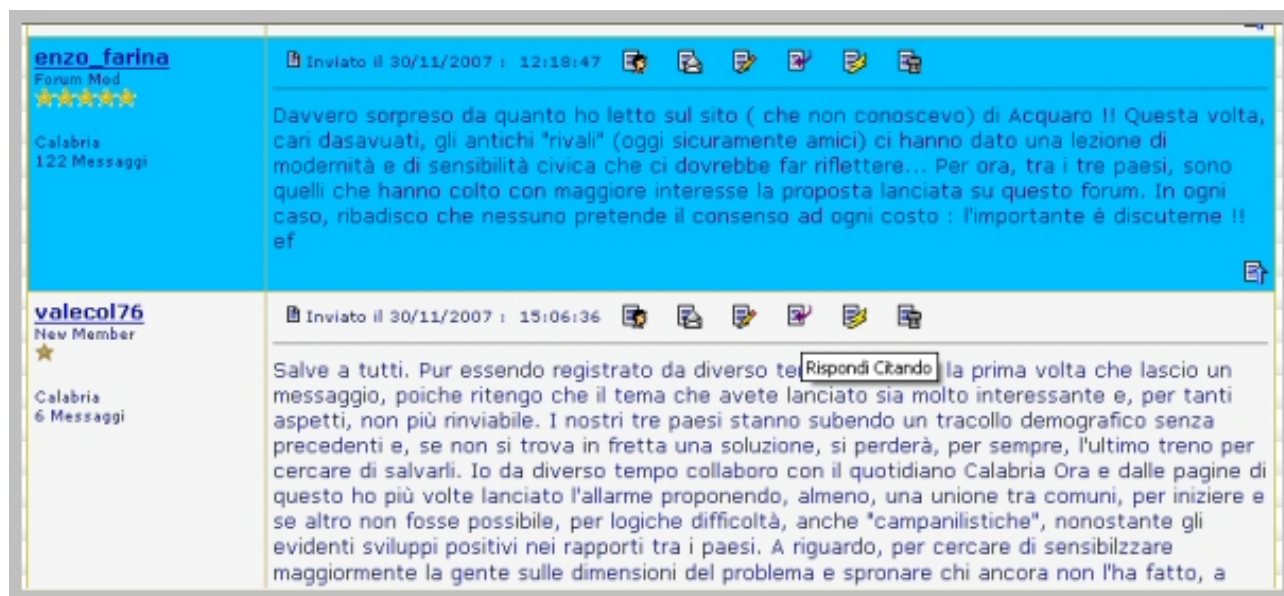 enzo_farina
Forum Mod
Calabria
122 Messaggi
Inviato il 30/11/2007 : 12:18:47
Davvero sorpreso da quanto ho letto sul sito ( che non conoscevo) di Acquaro !! Questa volta,
cari dasavuati, gli antichi "rivali" (oggi sicuramente amici) ci hanno dato una lezione di
modernità e di sensibilità civica che ci dovrebbe far riflettere... Per ora, tra i tre paesi, sono
quelli che hanno colto con maggiore interesse la proposta lanciata su questo forum. In ogni
caso, ribadisco che nessuno pretende il consenso ad ogni costo : l'importante è discuterne !!
ef
valecol76
New Member
Calabria
6 Messaggi
Inviato il 30/11/2007 : 15:06:36
Salve a tutti. Pur essendo registrato da diverso te Rispondi Citando la prima volta che lascio un
messaggio, poiche ritengo che il tema che avete lanciato sia molto interessante e, per tanti
aspetti, non più rinviabile. I nostri tre paesi stanno subendo un tracollo demografico senza
precedenti e, se non si trova in fretta una soluzione, si perderà, per sempre, l'ultimo treno per
cercare di salvarli. Io da diverso tempo collaboro con il quotidiano Calabria Ora e dalle pagine di
questo ho più volte lanciato l'allarme proponendo, almeno, una unione tra comuni, per iniziere e
se altro non fosse possibile, per logiche difficoltà, anche "campanilistiche", nonostante gli
evidenti sviluppi positivi nei rapporti tra i paesi. A riguardo, per cercare di sensibilzzare
maggiormente la gente sulle dimensioni del problema e spronare chi ancora non l'ha fatto, a